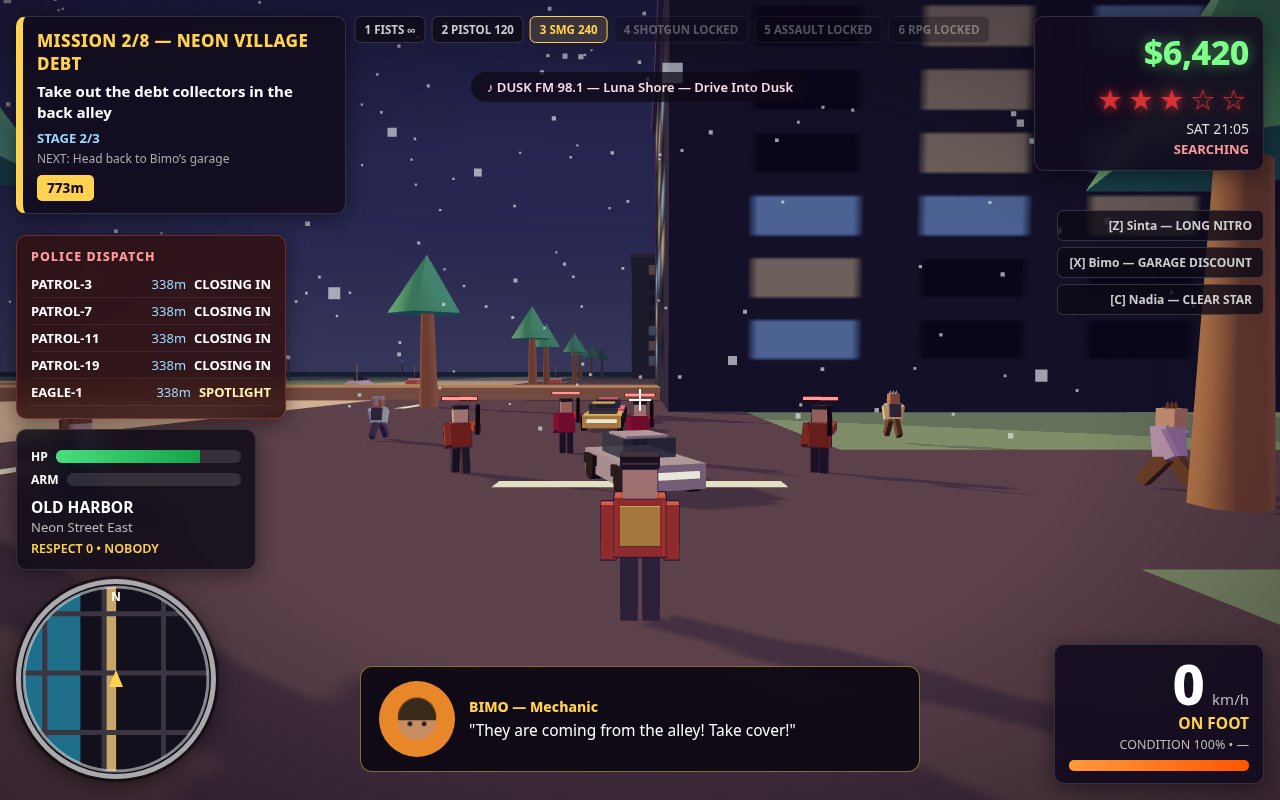 MISSION 2/8 — NEON VILLAGE
DEBT
Take out the debt collectors in the
back alley
STAGE 2/3
NEXT: Head back to Bimo’s garage
773m
1 FISTS ∞
2 PISTOL 120
3 SMG 240
4 SHOTGUN LOCKED
5 ASSAULT LOCKED
6 RPG LOCKED
♪ DUSK FM 98.1 — Luna Shore — Drive Into Dusk
$6,420
★ ★ ★ ☆ ☆
SAT 21:05
SEARCHING
[Z] Sinta — LONG NITRO
[X] Bimo — GARAGE DISCOUNT
[C] Nadia — CLEAR STAR
POLICE DISPATCH
PATROL-3 338m CLOSING IN
PATROL-7 338m CLOSING IN
PATROL-11 338m CLOSING IN
PATROL-19 338m CLOSING IN
EAGLE-1 338m SPOTLIGHT
HP
ARM
OLD HARBOR
Neon Street East
RESPECT 0 • NOBODY
N
BIMO — Mechanic
"They are coming from the alley! Take cover!"
0 km/h
ON FOOT
CONDITION 100% • —